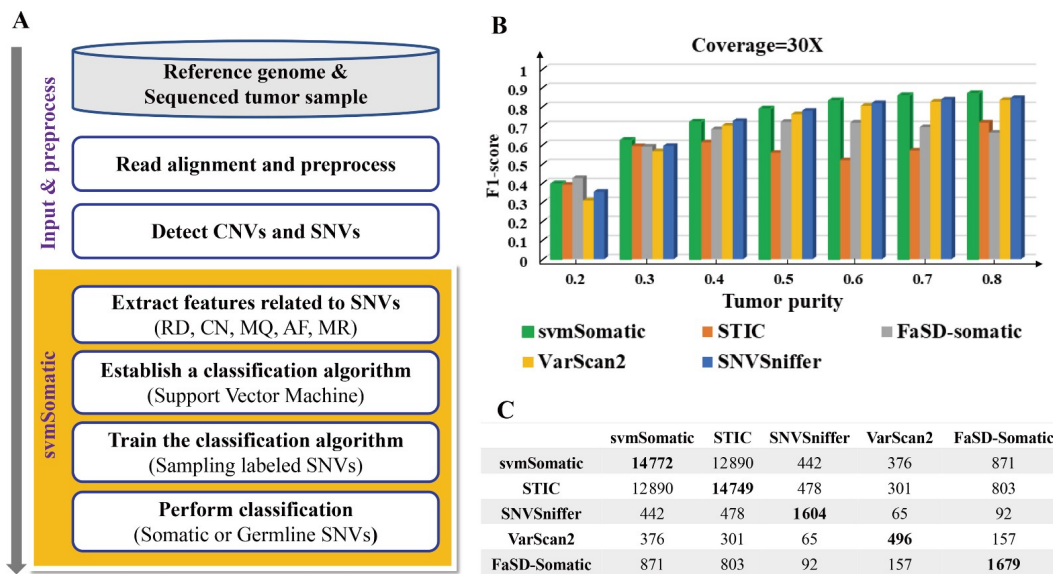 A
Input & preprocess
Reference genome &
Sequenced tumor sample
Read alignment and preprocess
Detect CNVs and SNVs
svmSomatic
Extract features related to SNVs
(RD, CN, MQ, AF, MR)
Establish a classification algorithm
(Support Vector Machine)
Train the classification algorithm
(Sampling labeled SNVs)
Perform classification
(Somatic or Germline SNVs)
B
Coverage=30X
F1-score
1
0.9
0.8
0.7
0.6
0.5
0.4
0.3
0.2
0.1
0
0.2 0.3 0.4 0.5 0.6 0.7 0.8
Tumor purity
svmSomatic STIC FaSD-somatic
VarScan2 SNVSniffer
C
svmSomatic STIC SNVSniffer VarScan2 FaSD-Somatic
svmSomatic 14772 12890 442 376 871
STIC 12890 14749 478 301 803
SNVSniffer 442 478 1604 65 92
VarScan2 376 301 65 496 157
FaSD-Somatic 871 803 92 157 1679